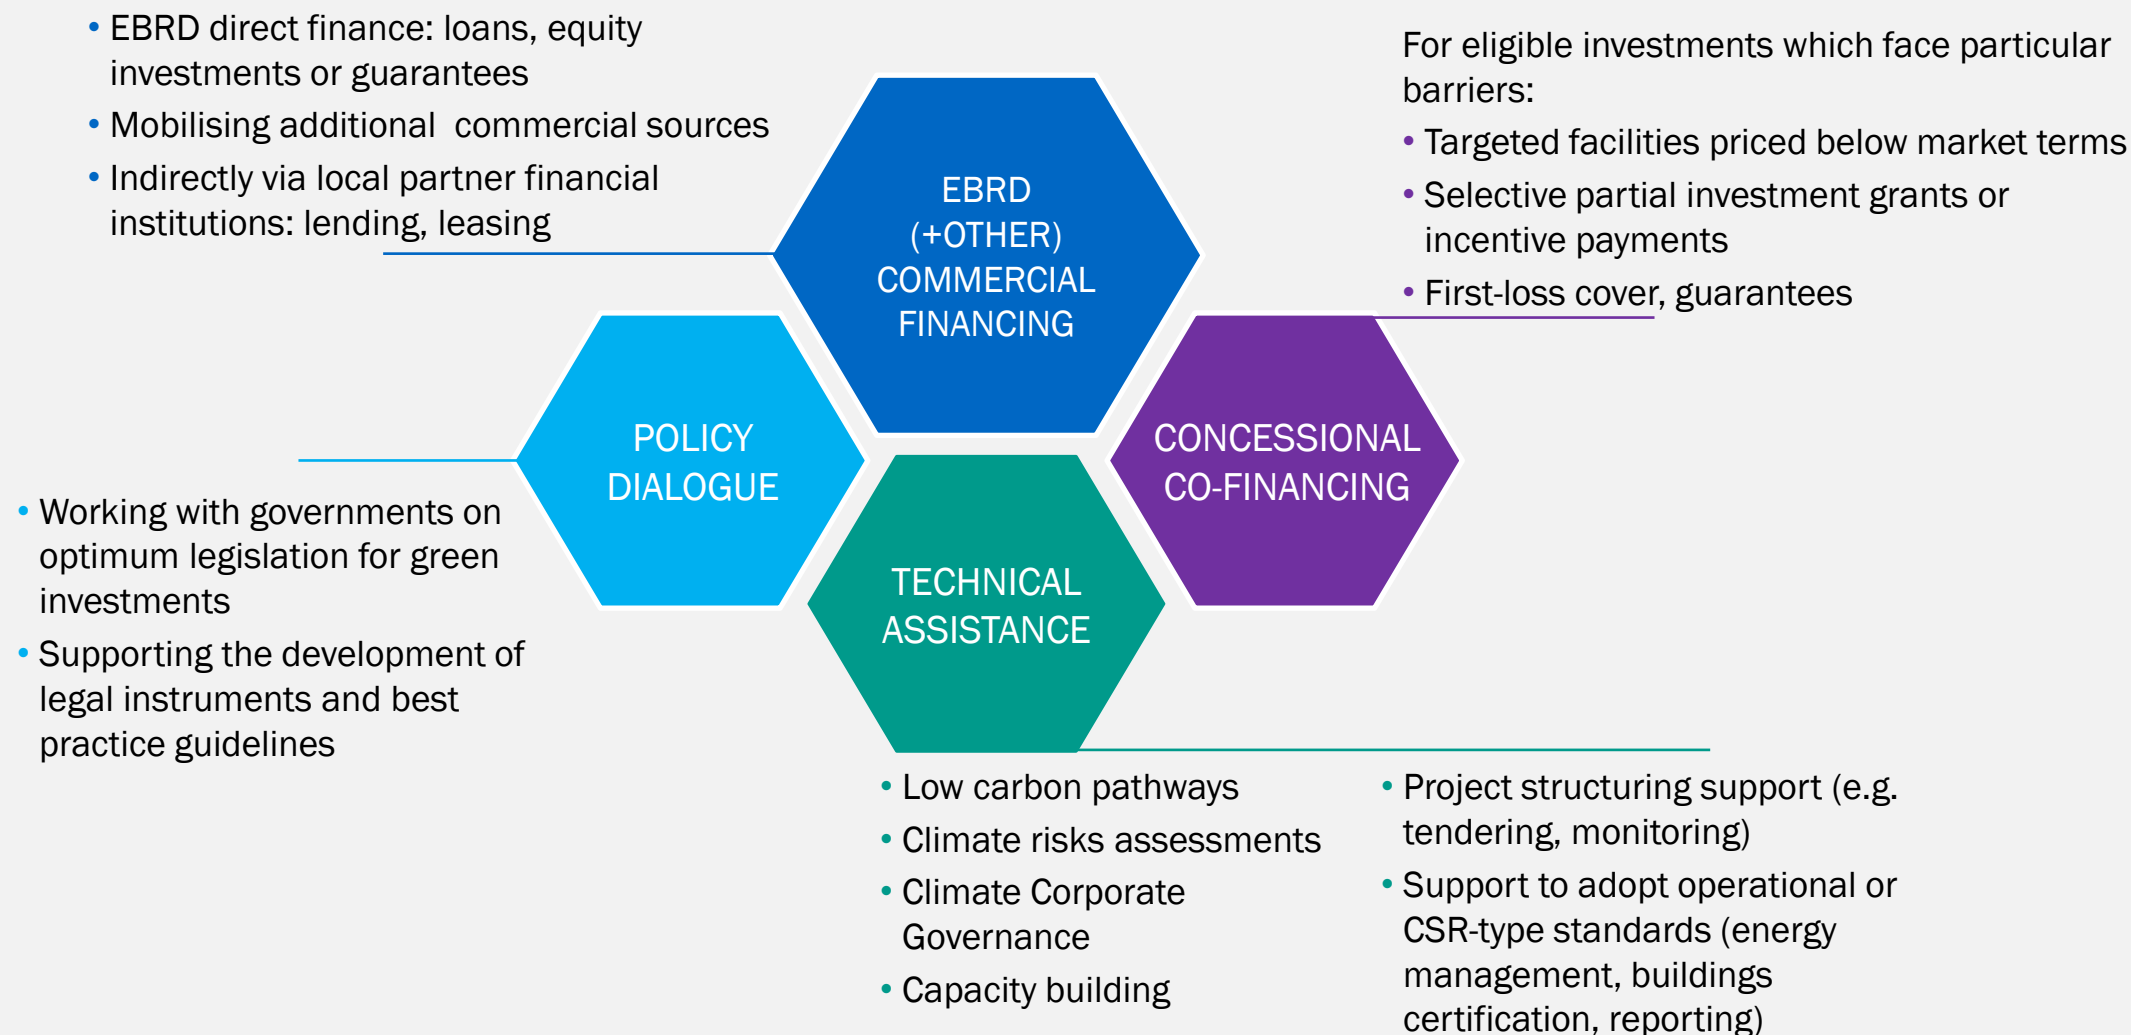 • EBRD direct finance: loans, equity
investments or guarantees
• Mobilising additional commercial sources
• Indirectly via local partner financial
institutions: lending, leasing
For eligible investments which face particular
barriers:
• Targeted facilities priced below market terms
• Selective partial investment grants or
incentive payments
• First-loss cover, guarantees
EBRD
(+OTHER)
COMMERCIAL
FINANCING
POLICY
DIALOGUE
CONCESSIONAL
CO-FINANCING
TECHNICAL
ASSISTANCE
• Working with governments on
optimum legislation for green
investments
• Supporting the development of
legal instruments and best
practice guidelines
• Low carbon pathways
• Climate risks assessments
• Climate Corporate
Governance
• Capacity building
• Project structuring support (e.g.
tendering, monitoring)
• Support to adopt operational or
CSR-type standards (energy
management, buildings
certification, reporting)